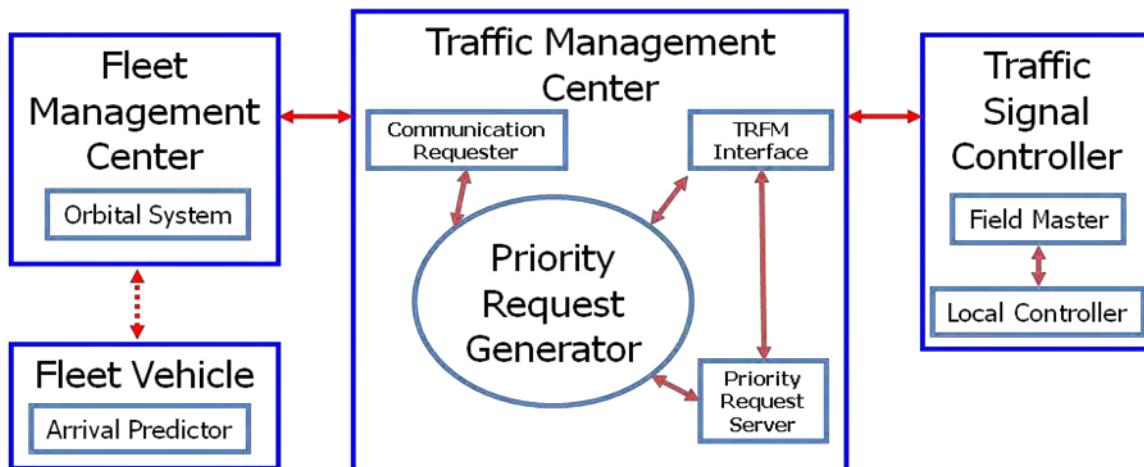 Fleet
Management
Center
Orbital System
Fleet Vehicle
Arrival Predictor
Traffic Management
Center
Communication
Requester
TRFM
Interface
Priority
Request
Generator
Priority
Request
Server
Traffic
Signal
Controller
Field Master
Local Controller